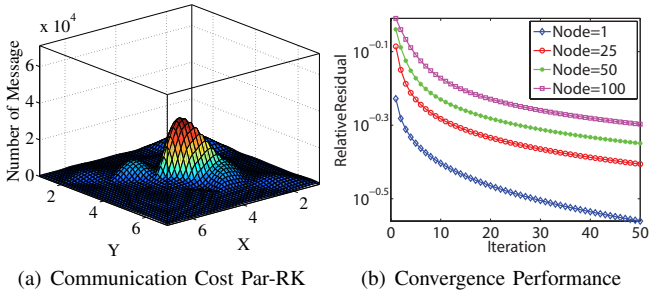 x 10^4
Number of Message
6
4
2
0
2
4
6
Y
6
4
2
X
(a) Communication Cost Par-RK
RelativeResidual
10^-0.1
10^-0.3
10^-0.5
Node=1
Node=25
Node=50
Node=100
0 10 20 30 40 50
Iteration
(b) Convergence Performance